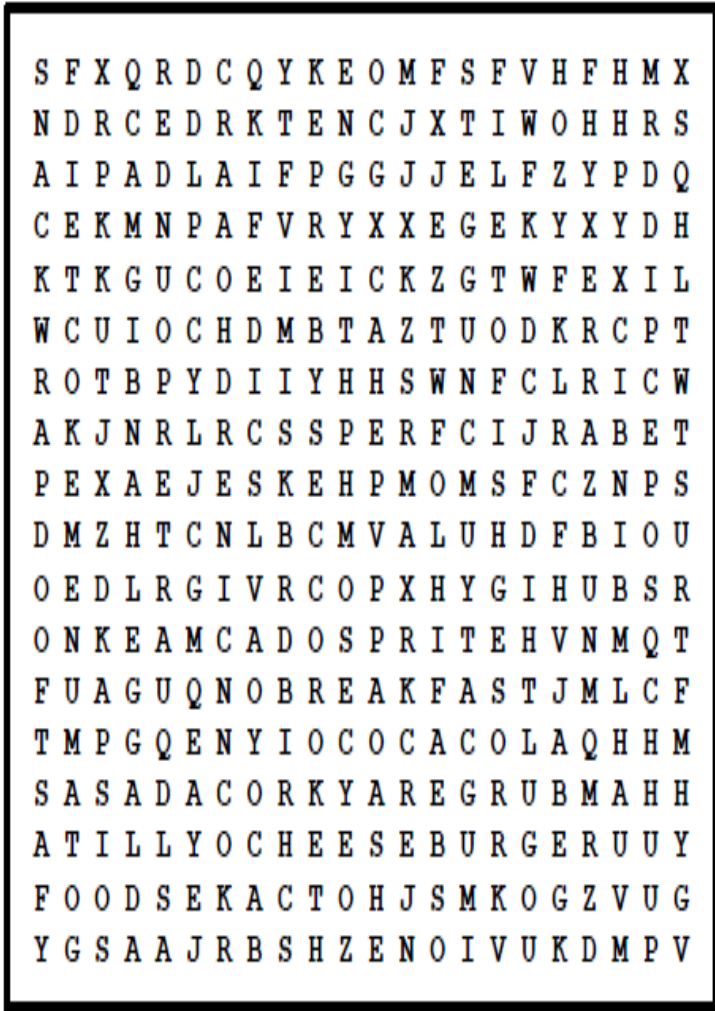 S F X Q R D C Q Y K E O M F S F V H F H M X
N D R C E D R K T E N C J X T I W O H H R S
A I P A D L A I F P G G J J E L F Z Y P D Q
C E K M N P A F V R Y X X E G E K Y X Y D H
K T K G U C O E I E I C K Z G T W F E X I L
W C U I O C H D M B T A Z T U O D K R C P T
R O T B P Y D I I Y H H S W N F C L R I C W
A K J N R L R C S S P E R F C I J R A B E T
P E X A E J E S K E H P M O M S F C Z N P S
D M Z H T C N L B C M V A L U H D F B I O U
O E D L R G I V R C O P X H Y G I H U B S R
O N K E A M C A D O S P R I T E H V N M Q T
F U A G U Q N O B R E A K F A S T J M L C F
T M P G Q E N Y I O C O C A C O L A Q H H M
S A S A D A C O R K Y A R E G R U B M A H H
A T I L L Y O C H E E S E B U R G E R U U Y
F O O D S E K A C T O H J S M K O G Z V U G
Y G S A A J R B S H Z E N O I V U K D M P V